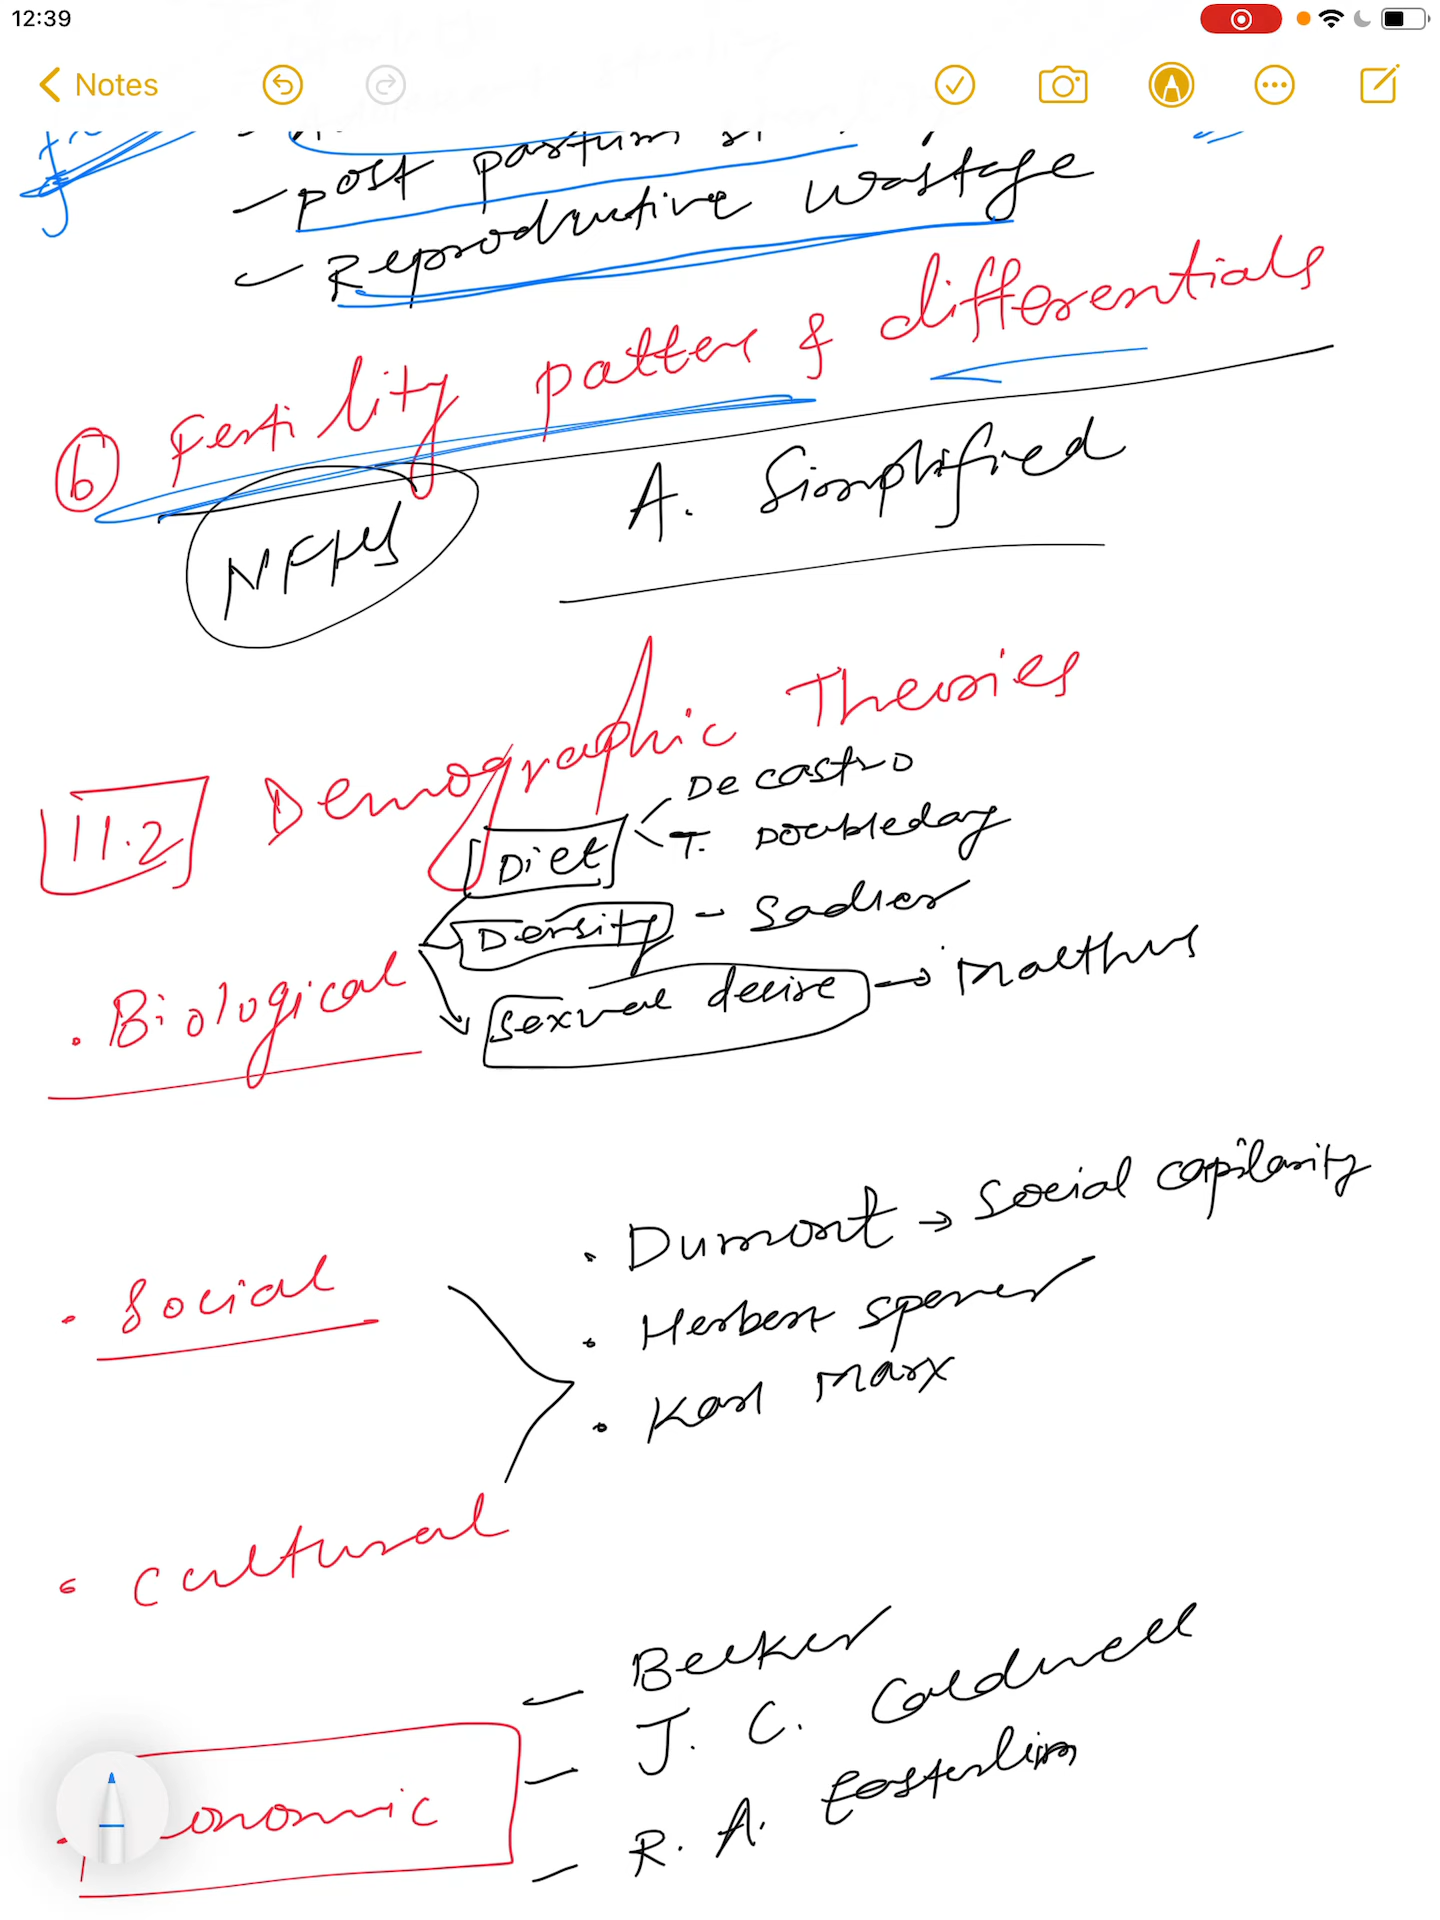 12:39
Notes
- post partum
- Reproductive wastage
6 Fertility pattern & differentials
NFHS
A. Simplified
11.2 Demographic Theories
Diet
De castro
T. Doubleday
Density - Sadler
. Biological
Sexual desire → Malthus
. Dumont → Social capilarity
. Social
. Herbert Spener
. Karl Marx
. Cultural
- Becker
- J. C. Caldwell
onomic
- R. A. Easterlin